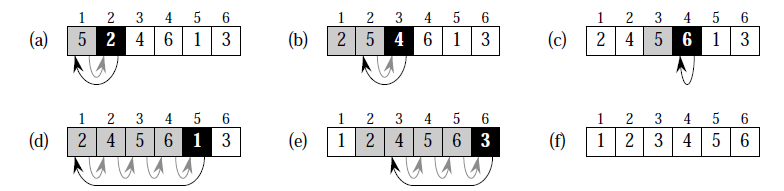 1 2 3 4 5 6
(a) 5 2 4 6 1 3
1 2 3 4 5 6
(b) 2 5 4 6 1 3
1 2 3 4 5 6
(c) 2 4 5 6 1 3
1 2 3 4 5 6
(d) 2 4 5 6 1 3
1 2 3 4 5 6
(e) 1 2 4 5 6 3
1 2 3 4 5 6
(f) 1 2 3 4 5 6